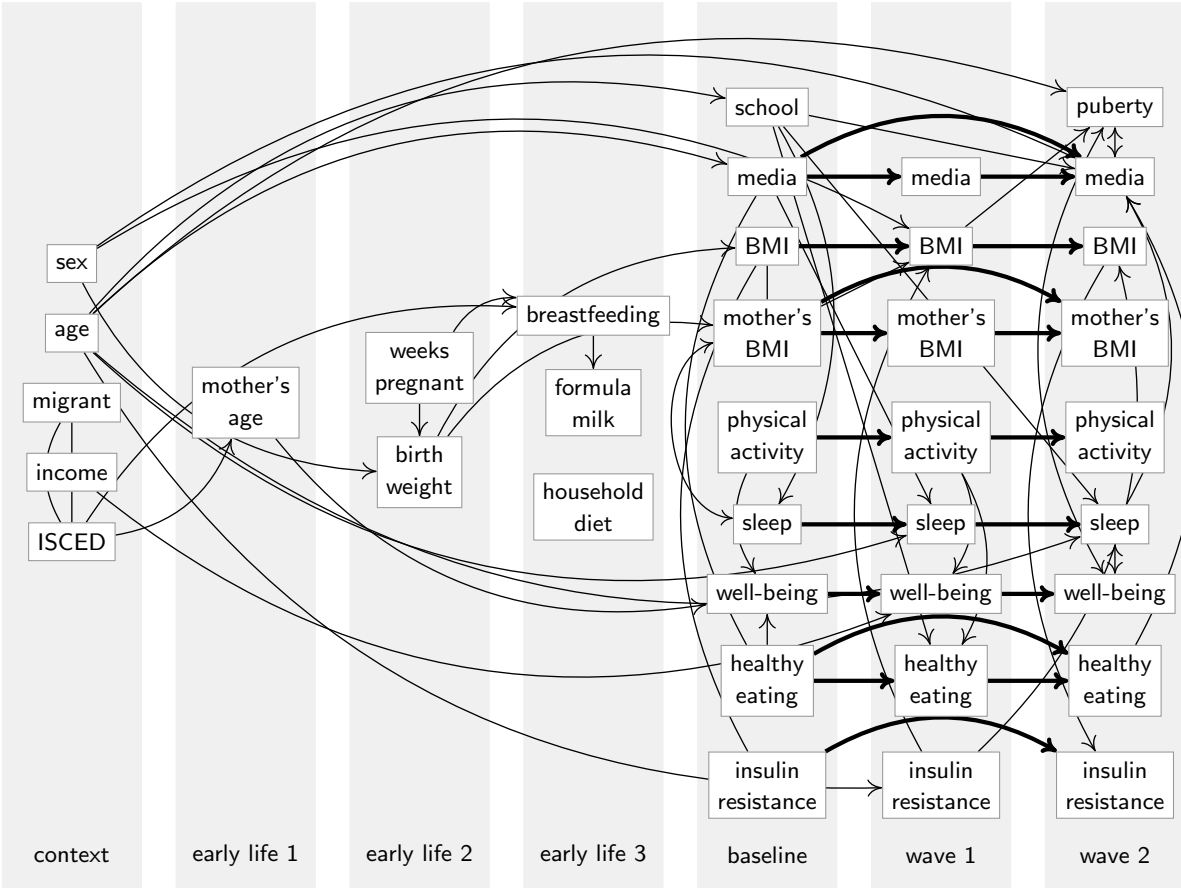 sex
age
migrant
income
ISCED
context
mother's
age
early life 1
weeks
pregnant
birth
weight
early life 2
breastfeeding
formula
milk
household
diet
early life 3
school
media
BMI
mother's
BMI
physical
activity
sleep
well-being
healthy
eating
insulin
resistance
baseline
media
BMI
mother's
BMI
physical
activity
sleep
well-being
healthy
eating
insulin
resistance
wave 1
puberty
media
BMI
mother's
BMI
physical
activity
sleep
well-being
healthy
eating
insulin
resistance
wave 2